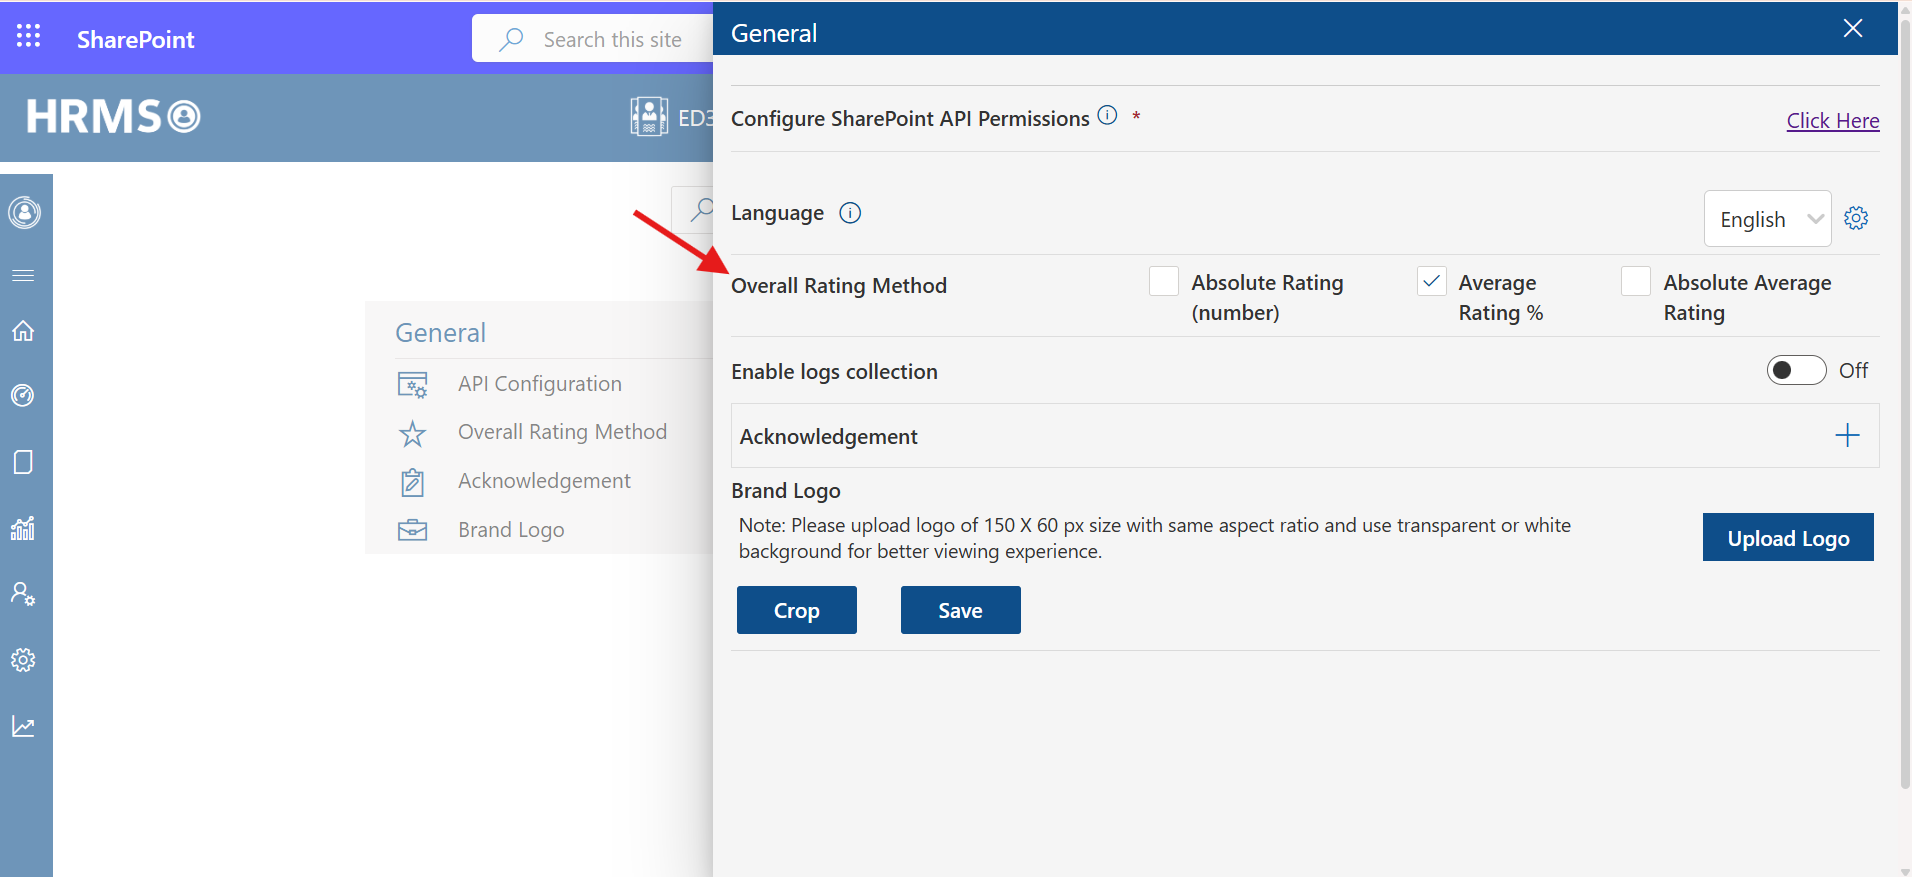 SharePoint
Search this site
HRMS
ED3
General
API Configuration
Overall Rating Method
Acknowledgement
Brand Logo
General
Configure SharePoint API Permissions *
Click Here
Language
English
Overall Rating Method
Absolute Rating
(number)
Average
Rating %
Absolute Average
Rating
Enable logs collection
Off
Acknowledgement
Brand Logo
Note: Please upload logo of 150 X 60 px size with same aspect ratio and use transparent or white
background for better viewing experience.
Upload Logo
Crop
Save